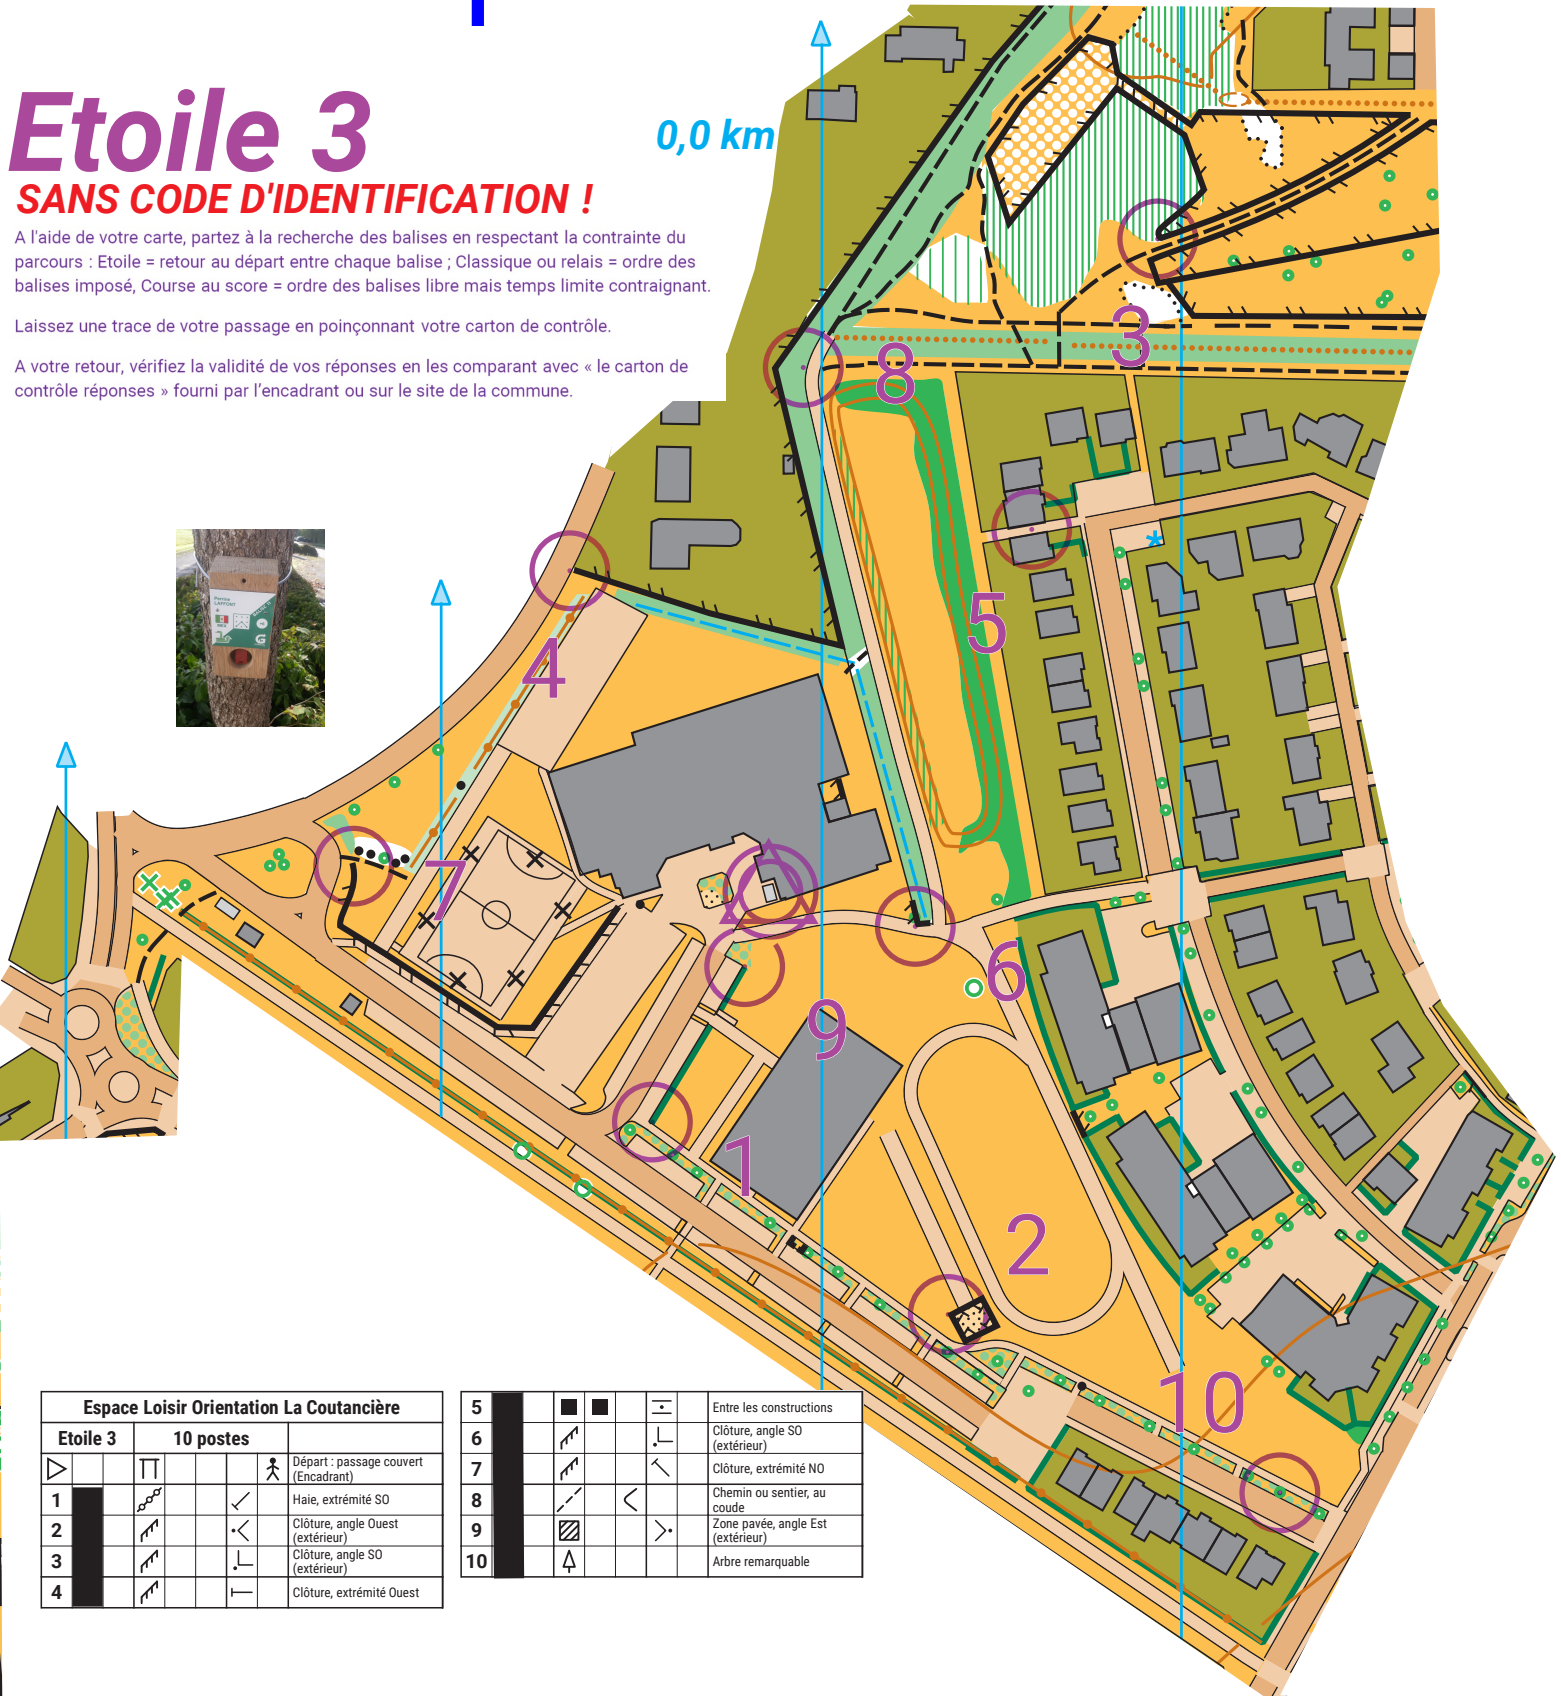 Etoile 3
0,0 km
SANS CODE D'IDENTIFICATION !
A l'aide de votre carte, partez à la recherche des balises en respectant la contrainte du
parcours : Etoile = retour au départ entre chaque balise ; Classique ou relais = ordre des
balises imposé, Course au score = ordre des balises libre mais temps limite contraignant.
Laissez une trace de votre passage en poinçonnant votre carton de contrôle.
A votre retour, vérifiez la validité de vos réponses en les comparant avec « le carton de
contrôle réponses » fourni par l'encadrant ou sur le site de la commune.
3
8
5
4
7
6
9
1
2
10
Espace Loisir Orientation La Coutancière
Etoile 3 10 postes
Départ : passage couvert
(Encadrant)
1 Haie, extrémité SO
2 Clôture, angle Ouest
(extérieur)
3 Clôture, angle SO
(extérieur)
4 Clôture, extrémité Ouest
5 Entre les constructions
6 Clôture, angle SO
(extérieur)
7 Clôture, extrémité NO
8 Chemin ou sentier, au
coude
9 Zone pavée, angle Est
(extérieur)
10 Arbre remarquable